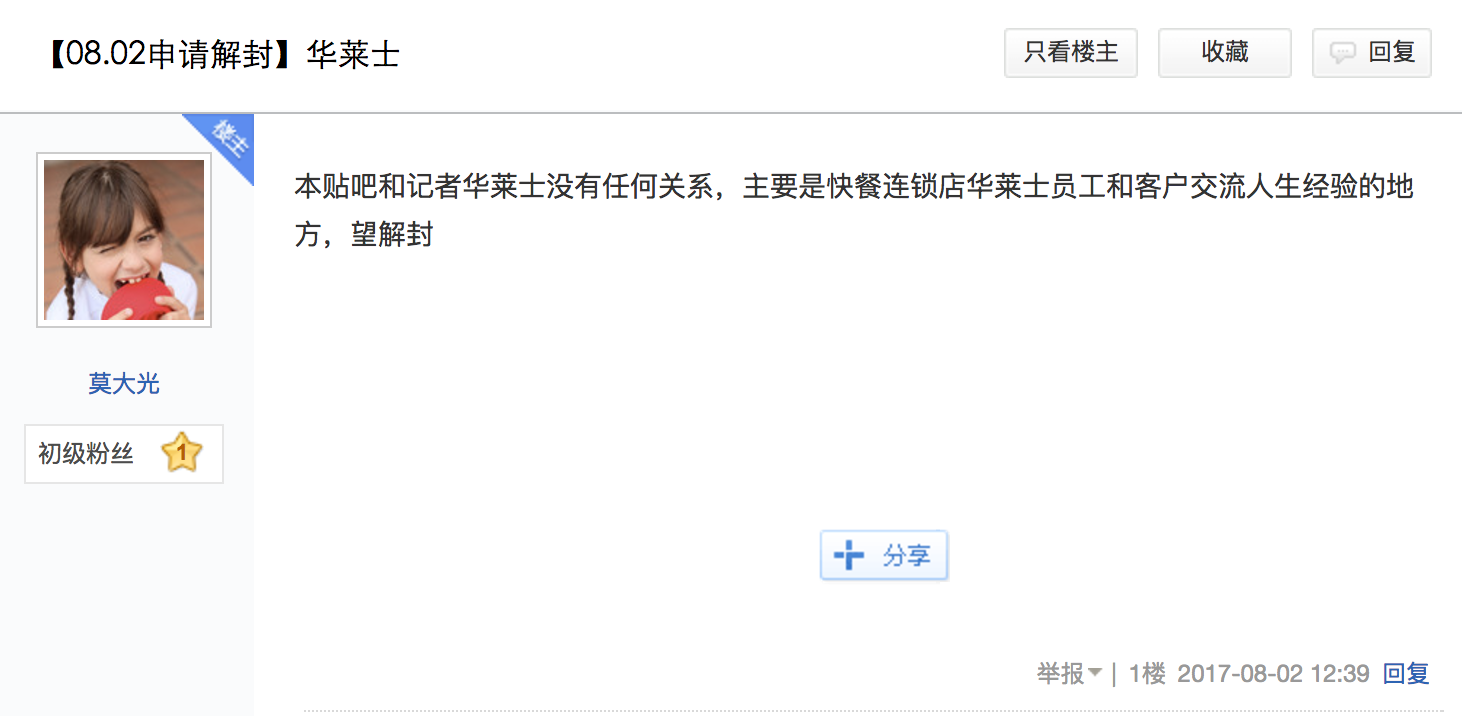 【08.02申请解封】华莱士
只看楼主
收藏
回复
楼主
本贴吧和记者华莱士没有任何关系，主要是快餐连锁店华莱士员工和客户交流人生经验的地
方，望解封
莫大光
初级粉丝 1
分享
举报 | 1楼 2017-08-02 12:39 回复